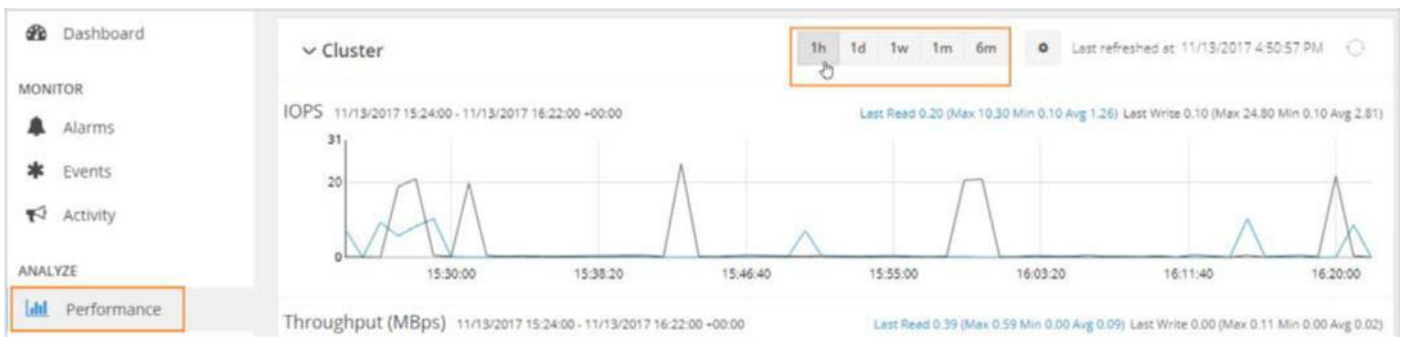 Dashboard
MONITOR
Alarms
Events
Activity
ANALYZE
Performance
Cluster
1h 1d 1w 1m 6m Last refreshed at: 11/13/2017 4:50:57 PM
IOPS 11/13/2017 15:24:00 - 11/13/2017 16:22:00 +00:00 Last Read 0.20 (Max 10.30 Min 0.10 Avg 1.26) Last Write 0.10 (Max 24.80 Min 0.10 Avg 2.81)
31
20
0
15:30:00 15:38:20 15:46:40 15:55:00 16:03:20 16:11:40 16:20:00
Throughput (MBps) 11/13/2017 15:24:00 - 11/13/2017 16:22:00 +00:00 Last Read 0.39 (Max 0.59 Min 0.00 Avg 0.09) Last Write 0.00 (Max 0.11 Min 0.00 Avg 0.02)